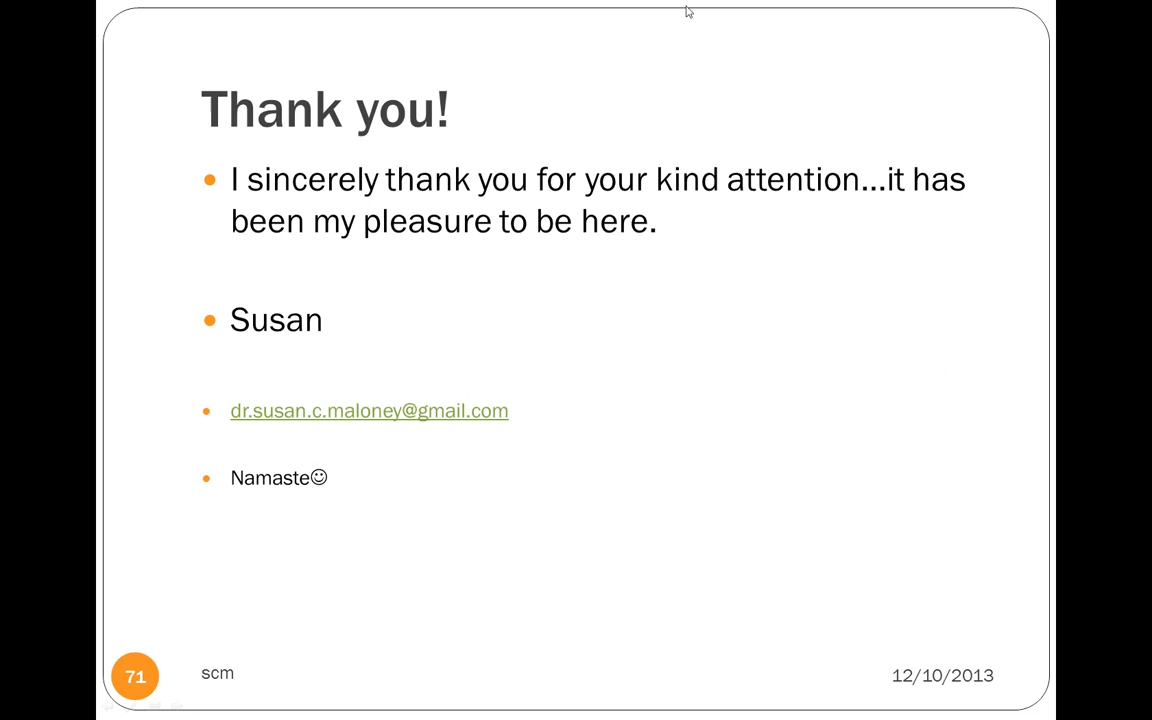 Thank you!
• I sincerely thank you for your kind attention...it has
been my pleasure to be here.
• Susan
• dr.susan.c.maloney@gmail.com
• Namaste☺
71
scm
12/10/2013